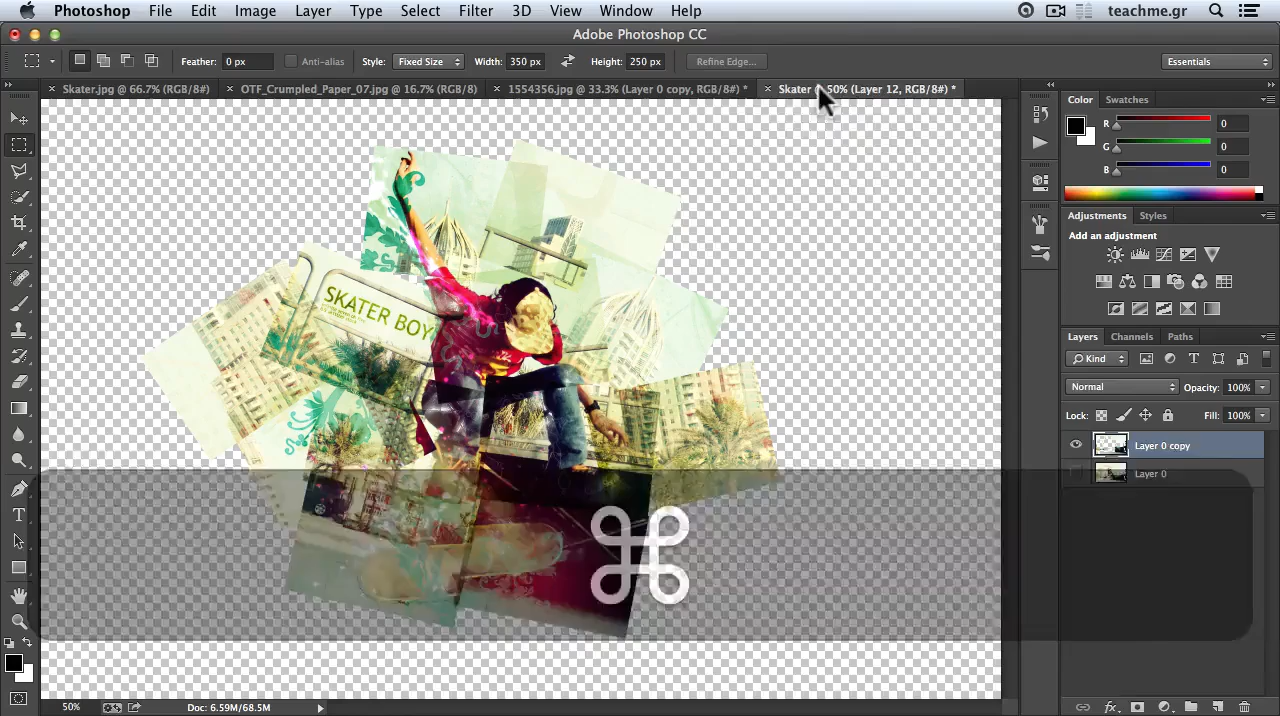 Photoshop File Edit Image Layer Type Select Filter 3D View Window Help teachme.gr
Adobe Photoshop CC
Feather: 0 px Anti-alias Style: Fixed Size Width: 350 px Height: 250 px Refine Edge... Essentials
Skater.jpg @ 66.7% (RGB/8#) OTF_Crumpled_Paper_07.jpg @ 16.7% (RGB/8) 1554356.jpg @ 33.3% (Layer 0 copy, RGB/8#) * Skater 50% (Layer 12, RGB/8#) *
Color Swatches
R 0
G 0
B 0
Adjustments Styles
Add an adjustment
SKATER BOY
Layers Channels Paths
Kind
Normal Opacity: 100%
Lock: Fill: 100%
Layer 0 copy
Layer 0
50% Doc: 6.59M/68.5M